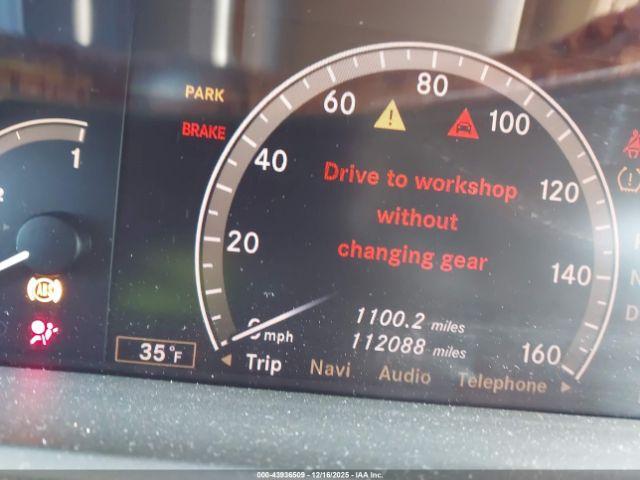 80
PARK
60
100
BRAKE
1
40
Drive to workshop
120
without
changing gear
20
140
ABS
1100.2 miles
mph
112088 miles
160
35°F
Trip Navi Audio Telephone
000-43936509 - 12/16/2025 - IAA Inc.